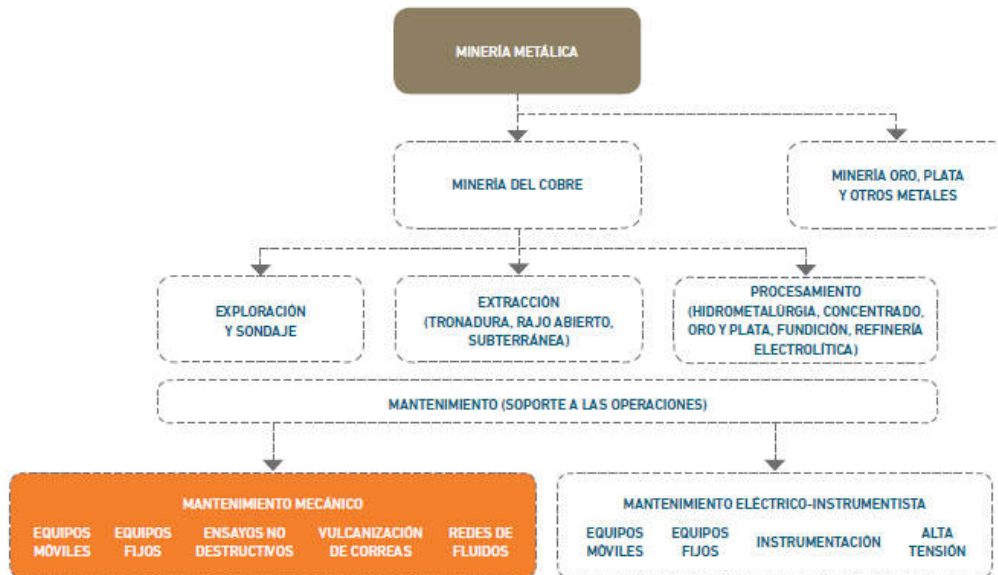 MINERÍA METÁLICA
MINERÍA DEL COBRE
MINERÍA ORO, PLATA
Y OTROS METALES
EXPLORACIÓN
Y SONDAJE
EXTRACCIÓN
(TRONADURA, RAJO ABIERTO,
SUBTERRÁNEA)
PROCESAMIENTO
(HIDROMETALÚRGIA, CONCENTRADO,
ORO Y PLATA, FUNDICIÓN, REFINERÍA
ELECTROLÍTICA)
MANTENIMIENTO (SOPORTE A LAS OPERACIONES)
MANTENIMIENTO MECÁNICO
EQUIPOS
MÓVILES
EQUIPOS
FIJOS
ENSAYOS NO
DESTRUCTIVOS
VULCANIZACIÓN
DE CORREAS
REDES DE
FLUIDOS
MANTENIMIENTO ELÉCTRICO-INSTRUMENTISTA
EQUIPOS
MÓVILES
EQUIPOS
FIJOS
INSTRUMENTACIÓN
ALTA
TENSIÓN